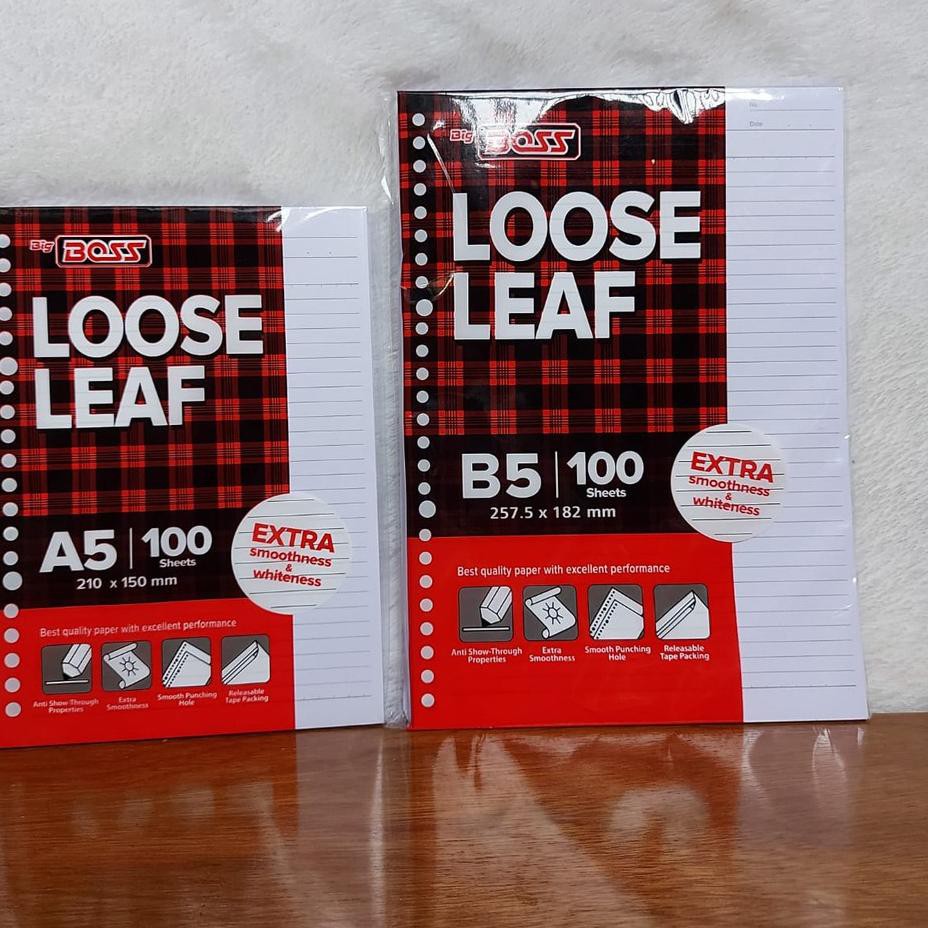 Big BOSS
LOOSE
LEAF
A5 | 100
Sheets
210 x 150 mm
EXTRA
smoothness
&
whiteness
Best quality paper with excellent performance
Anti Show-Through
Properties
Extra
Smoothness
Smooth Punching
Hole
Releasable
Tape Packing
Big BOSS
LOOSE
LEAF
B5 | 100
Sheets
257.5 x 182 mm
EXTRA
smoothness
&
whiteness
Best quality paper with excellent performance
Anti Show-Through
Properties
Extra
Smoothness
Smooth Punching
Hole
Releasable
Tape Packing
No
Date